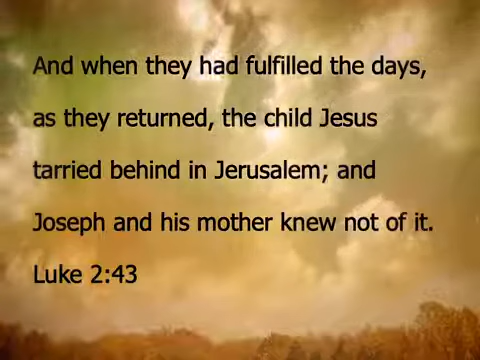 And when they had fulfilled the days,
as they returned, the child Jesus
tarried behind in Jerusalem; and
Joseph and his mother knew not of it.
Luke 2:43